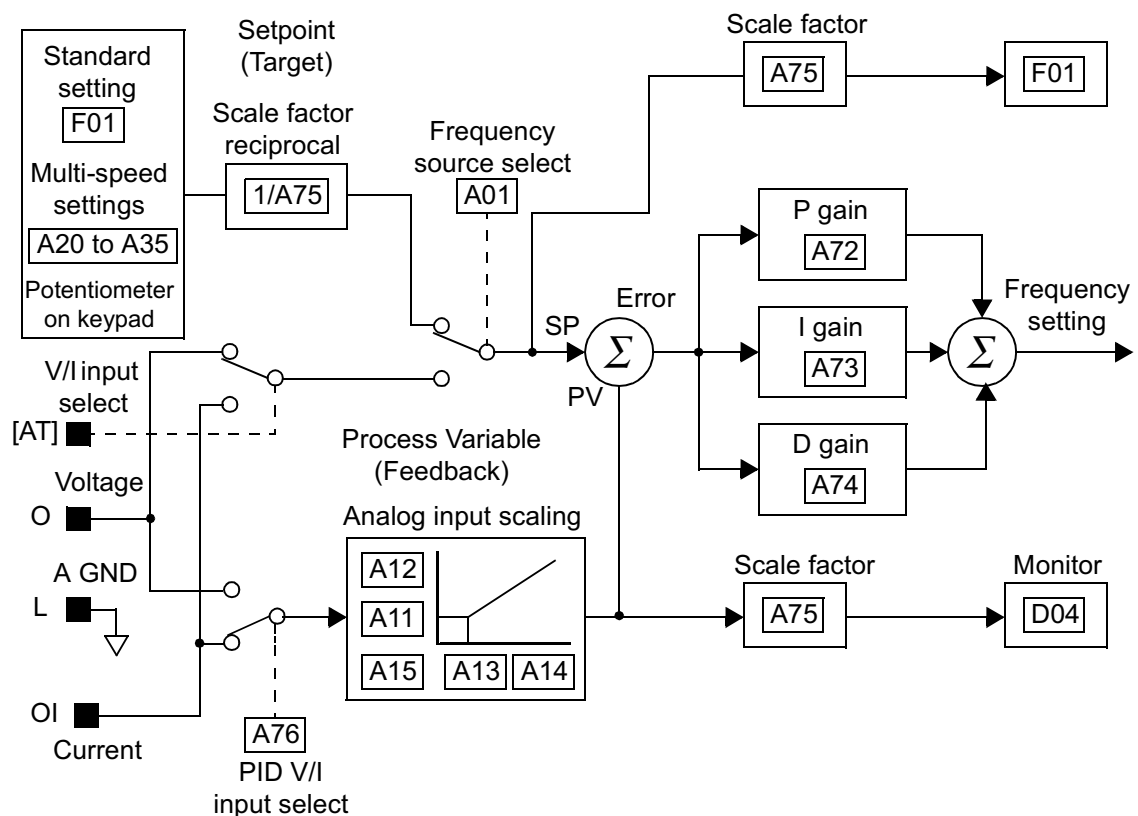 Standard
setting
F01
Multi-speed
settings
A20 to A35
Potentiometer
on keypad
Setpoint
(Target)
Scale factor
reciprocal
1/A75
Frequency
source select
A01
Scale factor
A75
F01
P gain
A72
I gain
A73
D gain
A74
Error
SP
Σ
PV
Σ
Frequency
setting
V/I input
select
[AT]
Voltage
O
A GND
L
OI
Current
Process Variable
(Feedback)
Analog input scaling
A12
A11
A15
A13
A14
A76
PID V/I
input select
Scale factor
A75
Monitor
D04